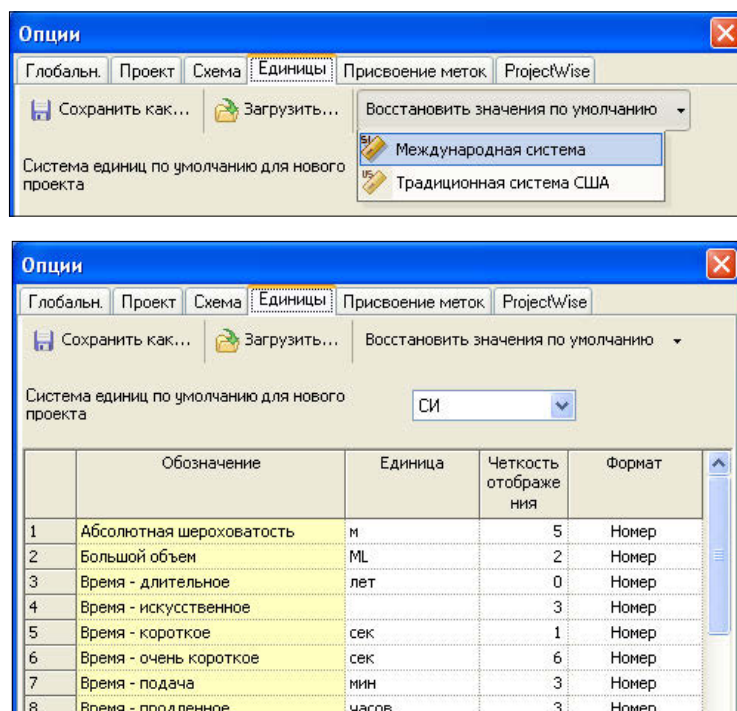 Опции
Глобальн. Проект Схема Единицы Присвоение меток ProjectWise
Сохранить как... Загрузить... Восстановить значения по умолчанию
SI Международная система
Система единиц по умолчанию для нового
проекта
US Традиционная система США
Опции
Глобальн. Проект Схема Единицы Присвоение меток ProjectWise
Сохранить как... Загрузить... Восстановить значения по умолчанию
Система единиц по умолчанию для нового
проекта
СИ
Обозначение Единица Четкость Формат
отображе
ния
1 Абсолютная шероховатость м 5 Номер
2 Большой объем ML 2 Номер
3 Время - длительное лет 0 Номер
4 Время - искусственное 3 Номер
5 Время - короткое сек 1 Номер
6 Время - очень короткое сек 6 Номер
7 Время - подача мин 3 Номер
8 Время - продленное часов 3 Номер